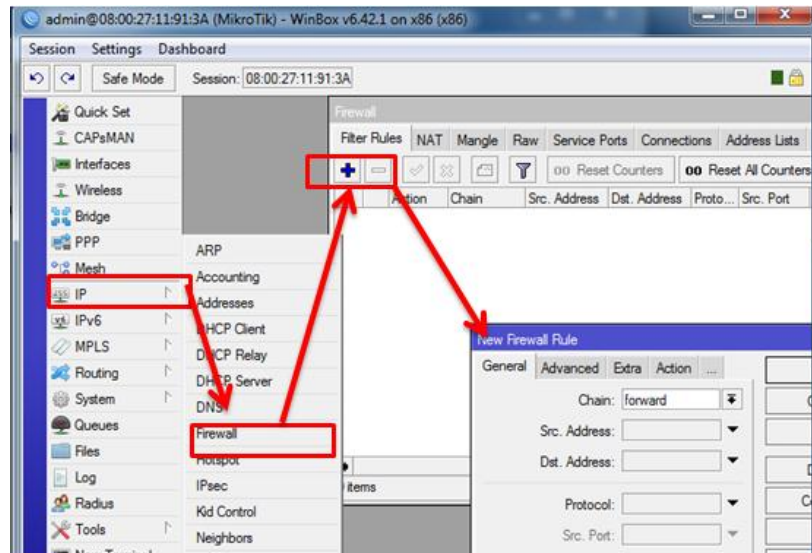 admin@08:00:27:11:91:3A (MikroTik) - WinBox v6.42.1 on x86 (x86)
Session Settings Dashboard
Safe Mode Session: 08:00:27:11:91:3A
Quick Set
CAPsMAN
Interfaces
Wireless
Bridge
PPP
Mesh
IP
IPv6
MPLS
Routing
System
Queues
Files
Log
Radius
Tools
ARP
Accounting
Addresses
DHCP Client
DHCP Relay
DHCP Server
DNS
Firewall
Hotspot
IPsec
Kid Control
Neighbors
Firewall
Filter Rules NAT Mangle Raw Service Ports Connections Address Lists
00 Reset Counters 00 Reset All Counters
Action Chain Src. Address Dst. Address Proto... Src. Port
items
New Firewall Rule
General Advanced Extra Action ...
Chain: forward
Src. Address:
Dst. Address:
Protocol:
Src. Port: